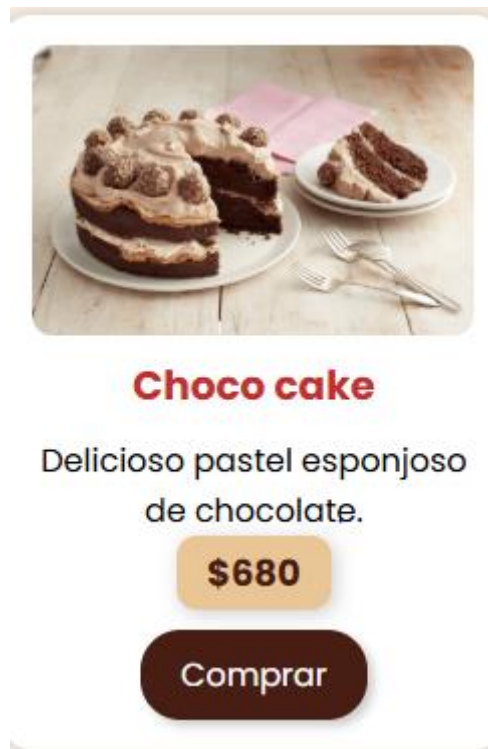 Choco cake
Delicioso pastel esponjoso
de chocolate.
$680
Comprar